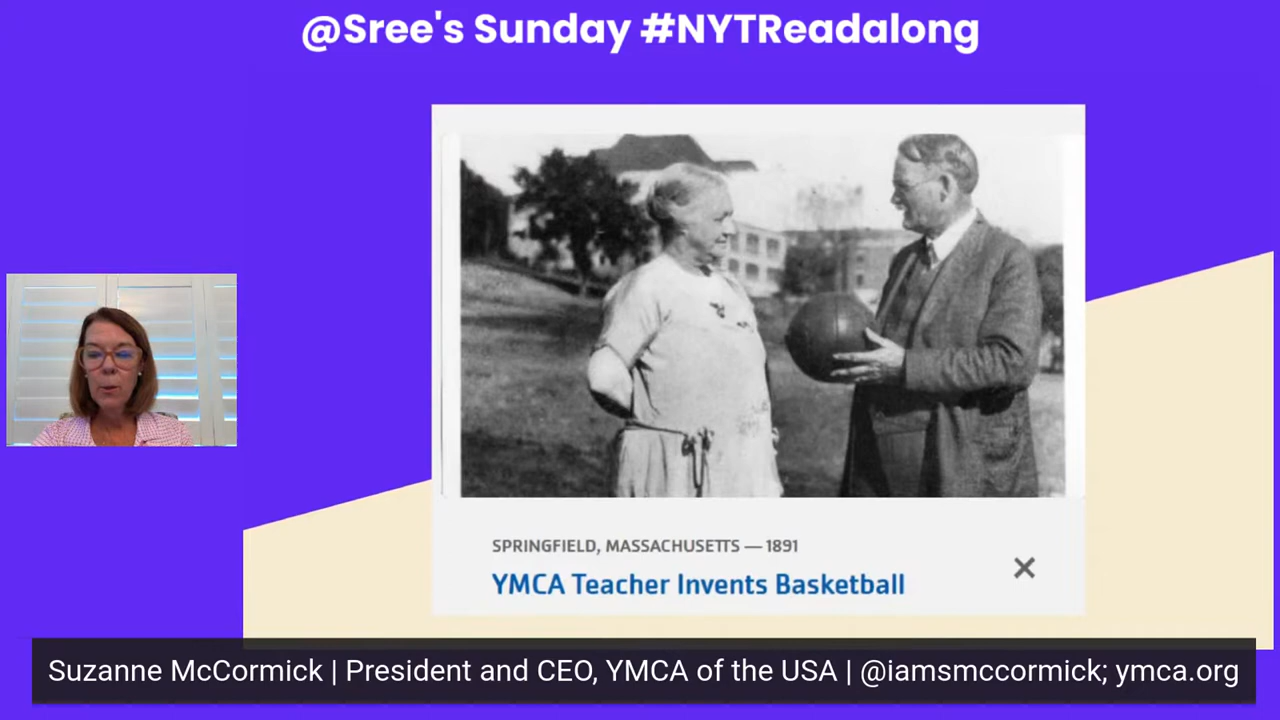 @Sree's Sunday #NYTReadalong
SPRINGFIELD, MASSACHUSETTS — 1891
YMCA Teacher Invents Basketball
Suzanne McCormick | President and CEO, YMCA of the USA | @iamsmccormick; ymca.org